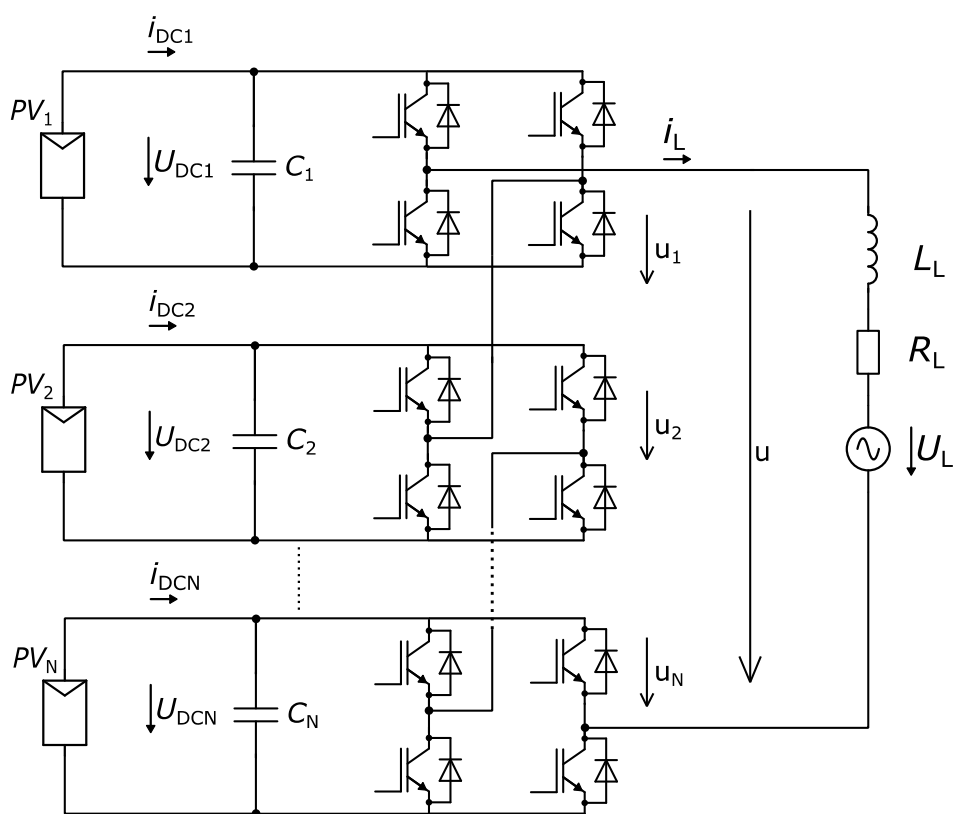 iDC1
PV1
UDC1
C1
iL
u1
LL
iDC2
RL
PV2
UDC2
C2
u2
u
UL
iDCN
PVN
UDCN
CN
uN